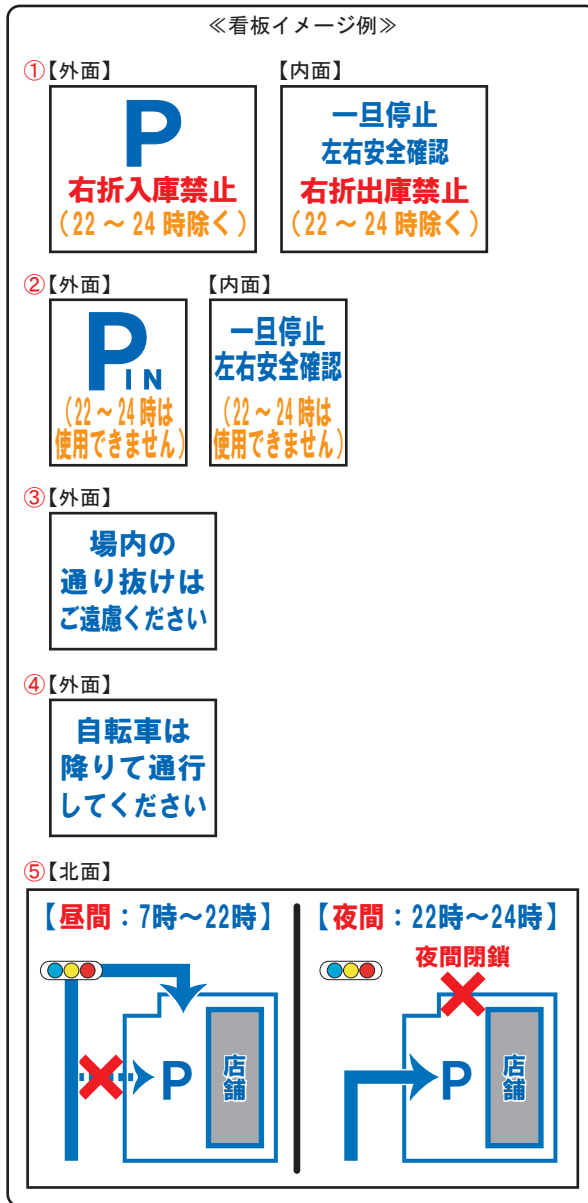 ≪看板イメージ例≫
①【外面】
P
右折入庫禁止
（22～24時除く）
【内面】
一旦停止
左右安全確認
右折出庫禁止
（22～24時除く）
②【外面】
PIN
（22～24時は
使用できません）
【内面】
一旦停止
左右安全確認
（22～24時は
使用できません）
③【外面】
場内の
通り抜けは
ご遠慮ください
④【外面】
自転車は
降りて通行
してください
⑤【北面】
【昼間：7時～22時】
P
店舗
【夜間：22時～24時】
夜間閉鎖
P
店舗